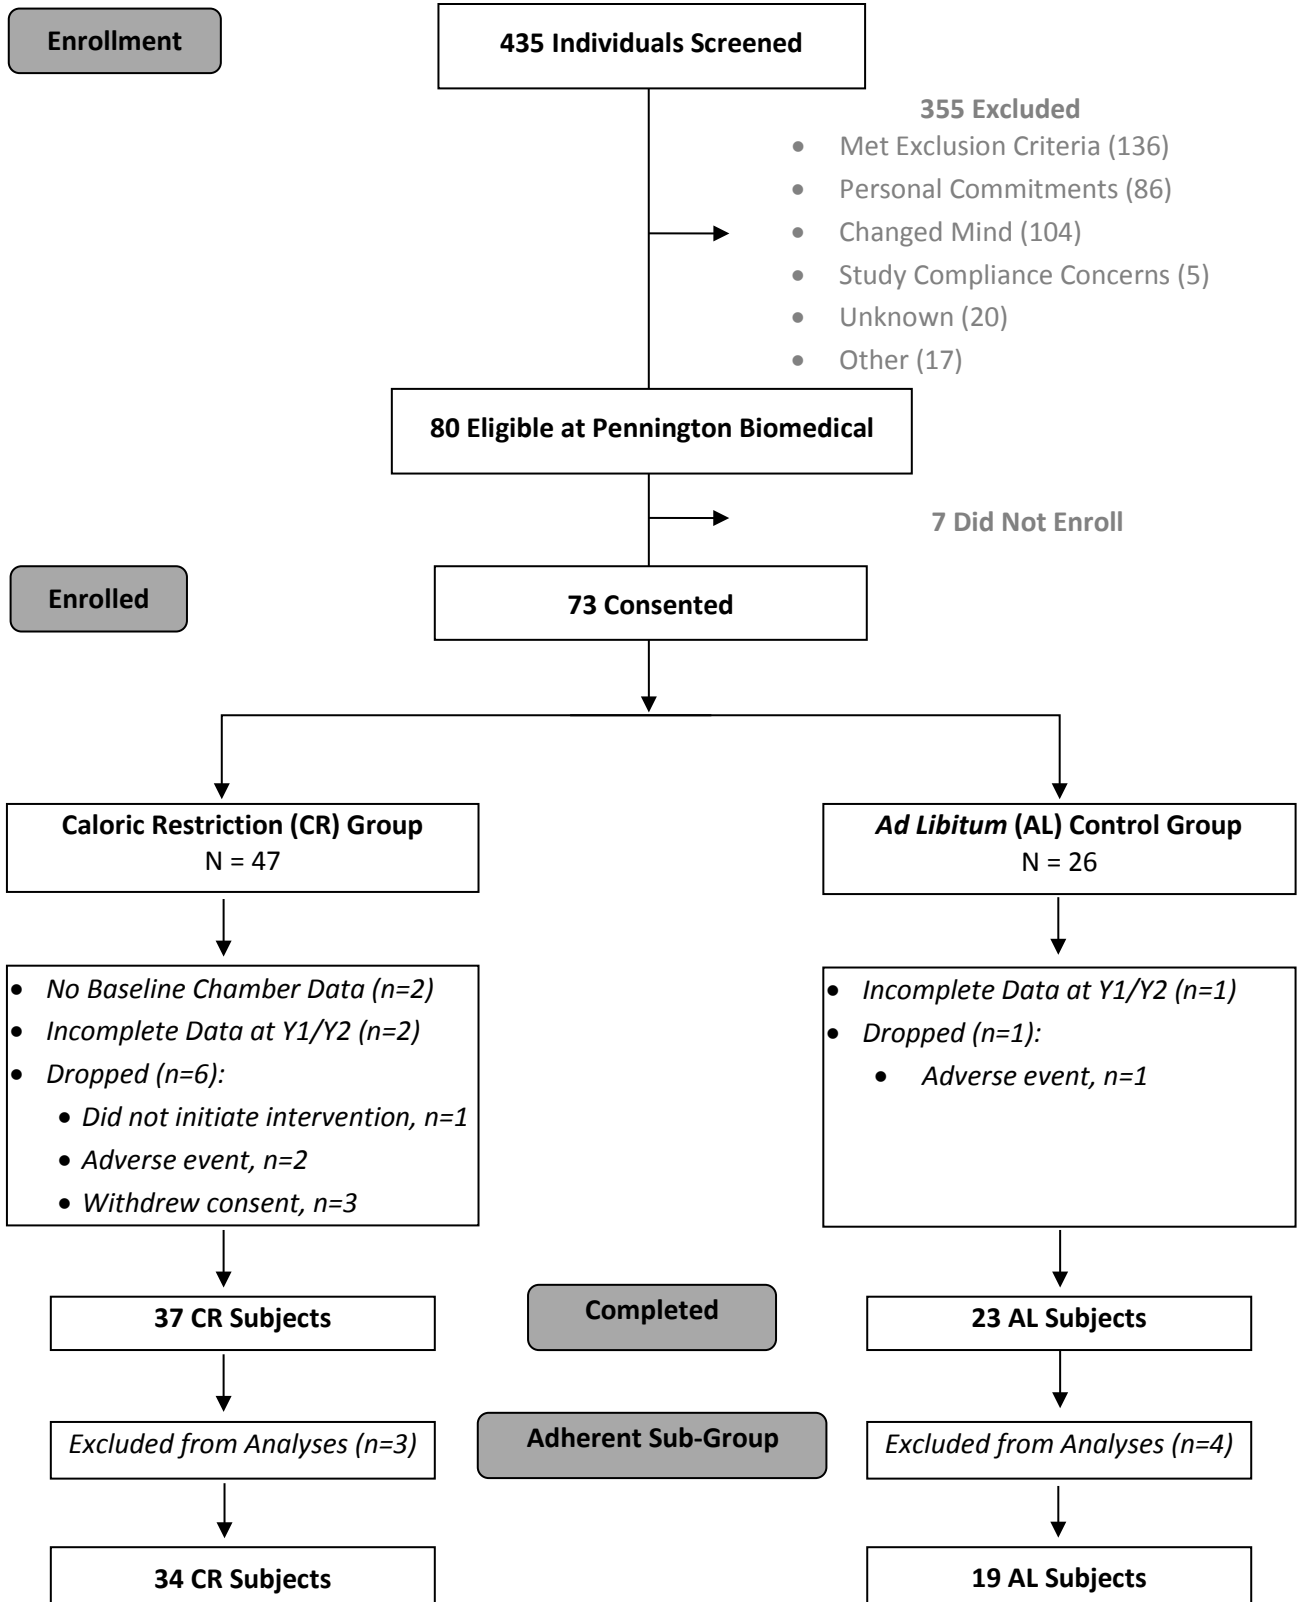 Enrollment
435 Individuals Screened
355 Excluded
• Met Exclusion Criteria (136)
• Personal Commitments (86)
• Changed Mind (104)
• Study Compliance Concerns (5)
• Unknown (20)
• Other (17)
80 Eligible at Pennington Biomedical
7 Did Not Enroll
Enrolled
73 Consented
Caloric Restriction (CR) Group
N = 47
Ad Libitum (AL) Control Group
N = 26
• No Baseline Chamber Data (n=2)
• Incomplete Data at Y1/Y2 (n=2)
• Dropped (n=6):
• Did not initiate intervention, n=1
• Adverse event, n=2
• Withdrew consent, n=3
• Incomplete Data at Y1/Y2 (n=1)
• Dropped (n=1):
• Adverse event, n=1
37 CR Subjects
Completed
23 AL Subjects
Excluded from Analyses (n=3)
Adherent Sub-Group
Excluded from Analyses (n=4)
34 CR Subjects
19 AL Subjects